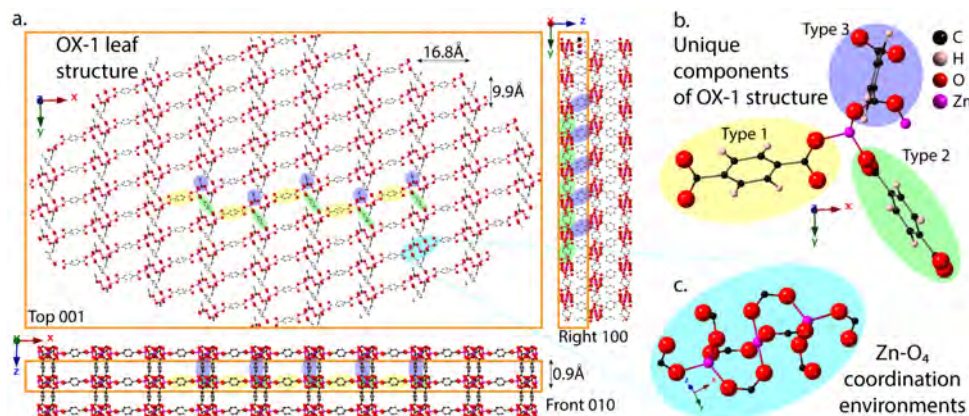 a.
OX-1 leaf
structure
16.8Å
9.9Å
x
y
Top 001
x
z
y
Right 100
y
x
z
0.9Å
Front 010
b.
Unique
components
of OX-1 structure
Type 3
C
H
O
Zn
Type 1
Type 2
x
y
c.
Zn-O₄
coordination
environments